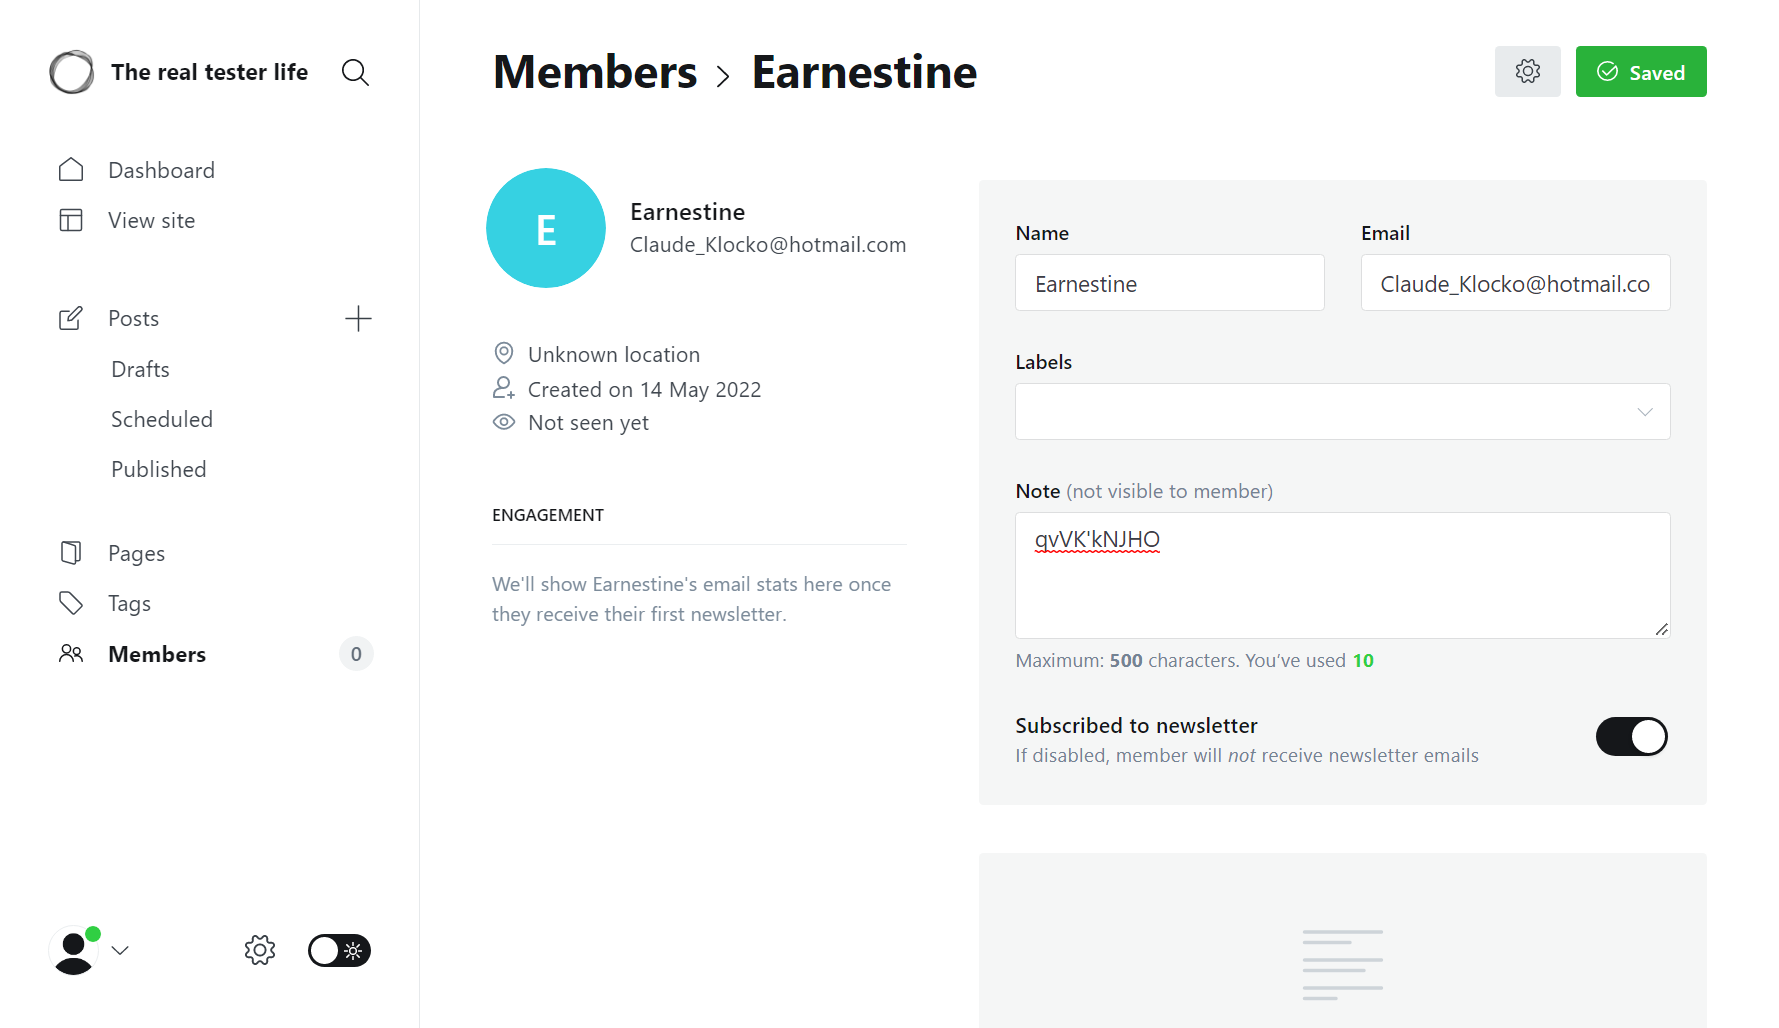 The real tester life
Dashboard
View site
Posts
Drafts
Scheduled
Published
Pages
Tags
Members
0
Members > Earnestine
Saved
E
Earnestine
Claude_Klocko@hotmail.com
Unknown location
Created on 14 May 2022
Not seen yet
ENGAGEMENT
We'll show Earnestine's email stats here once
they receive their first newsletter.
Name
Email
Earnestine
Claude_Klocko@hotmail.co
Labels
Note (not visible to member)
qvVK'kNJHO
Maximum: 500 characters. You’ve used 10
Subscribed to newsletter
If disabled, member will not receive newsletter emails